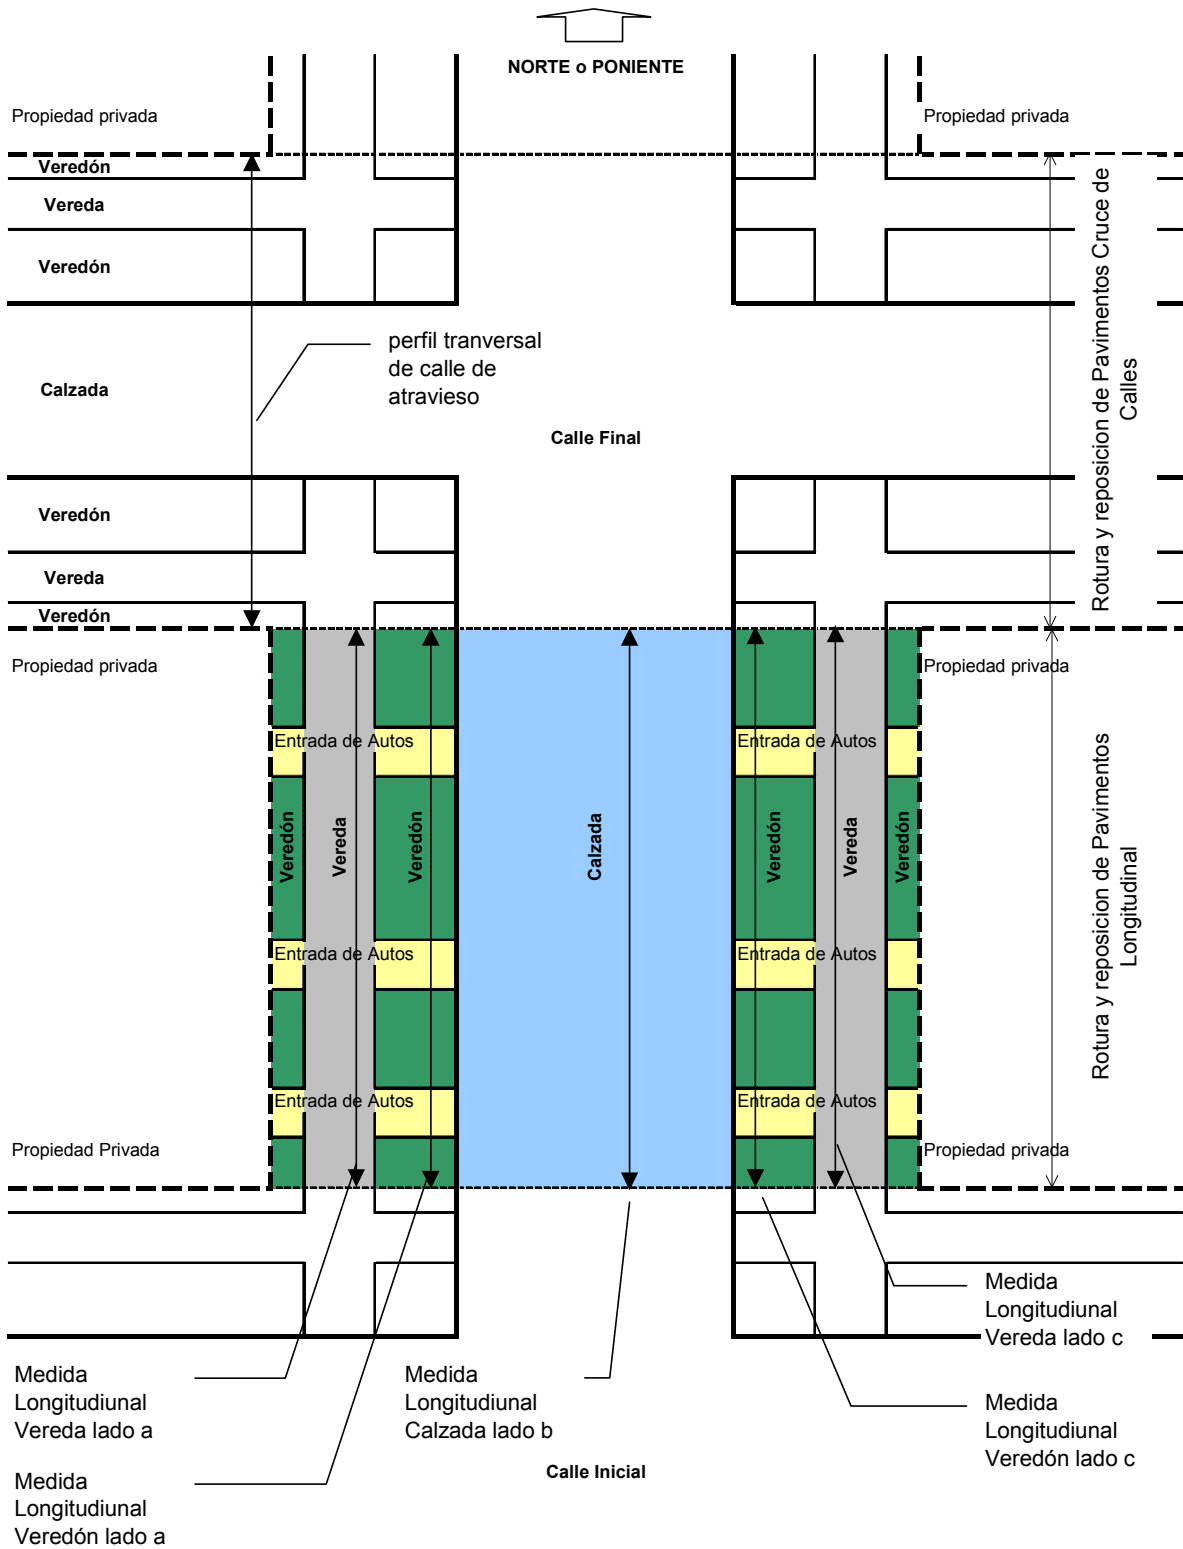 NORTE o PONIENTE
Propiedad privada
Propiedad privada
Veredón
Vereda
Veredón
Rotura y reposicion de Pavimentos Cruce de
Calles
perfil tranversal
de calle de
atravieso
Calzada
Calle Final
Veredón
Vereda
Veredón
Propiedad privada
Propiedad privada
Entrada de Autos
Entrada de Autos
Veredón
Vereda
Veredón
Calzada
Veredón
Vereda
Veredón
Rotura y reposicion de Pavimentos
Longitudinal
Entrada de Autos
Entrada de Autos
Entrada de Autos
Entrada de Autos
Propiedad Privada
Propiedad privada
Medida
Longitudiunal
Vereda lado c
Medida
Longitudiunal
Vereda lado a
Medida
Longitudiunal
Calzada lado b
Medida
Longitudiunal
Veredón lado c
Calle Inicial
Medida
Longitudiunal
Veredón lado a